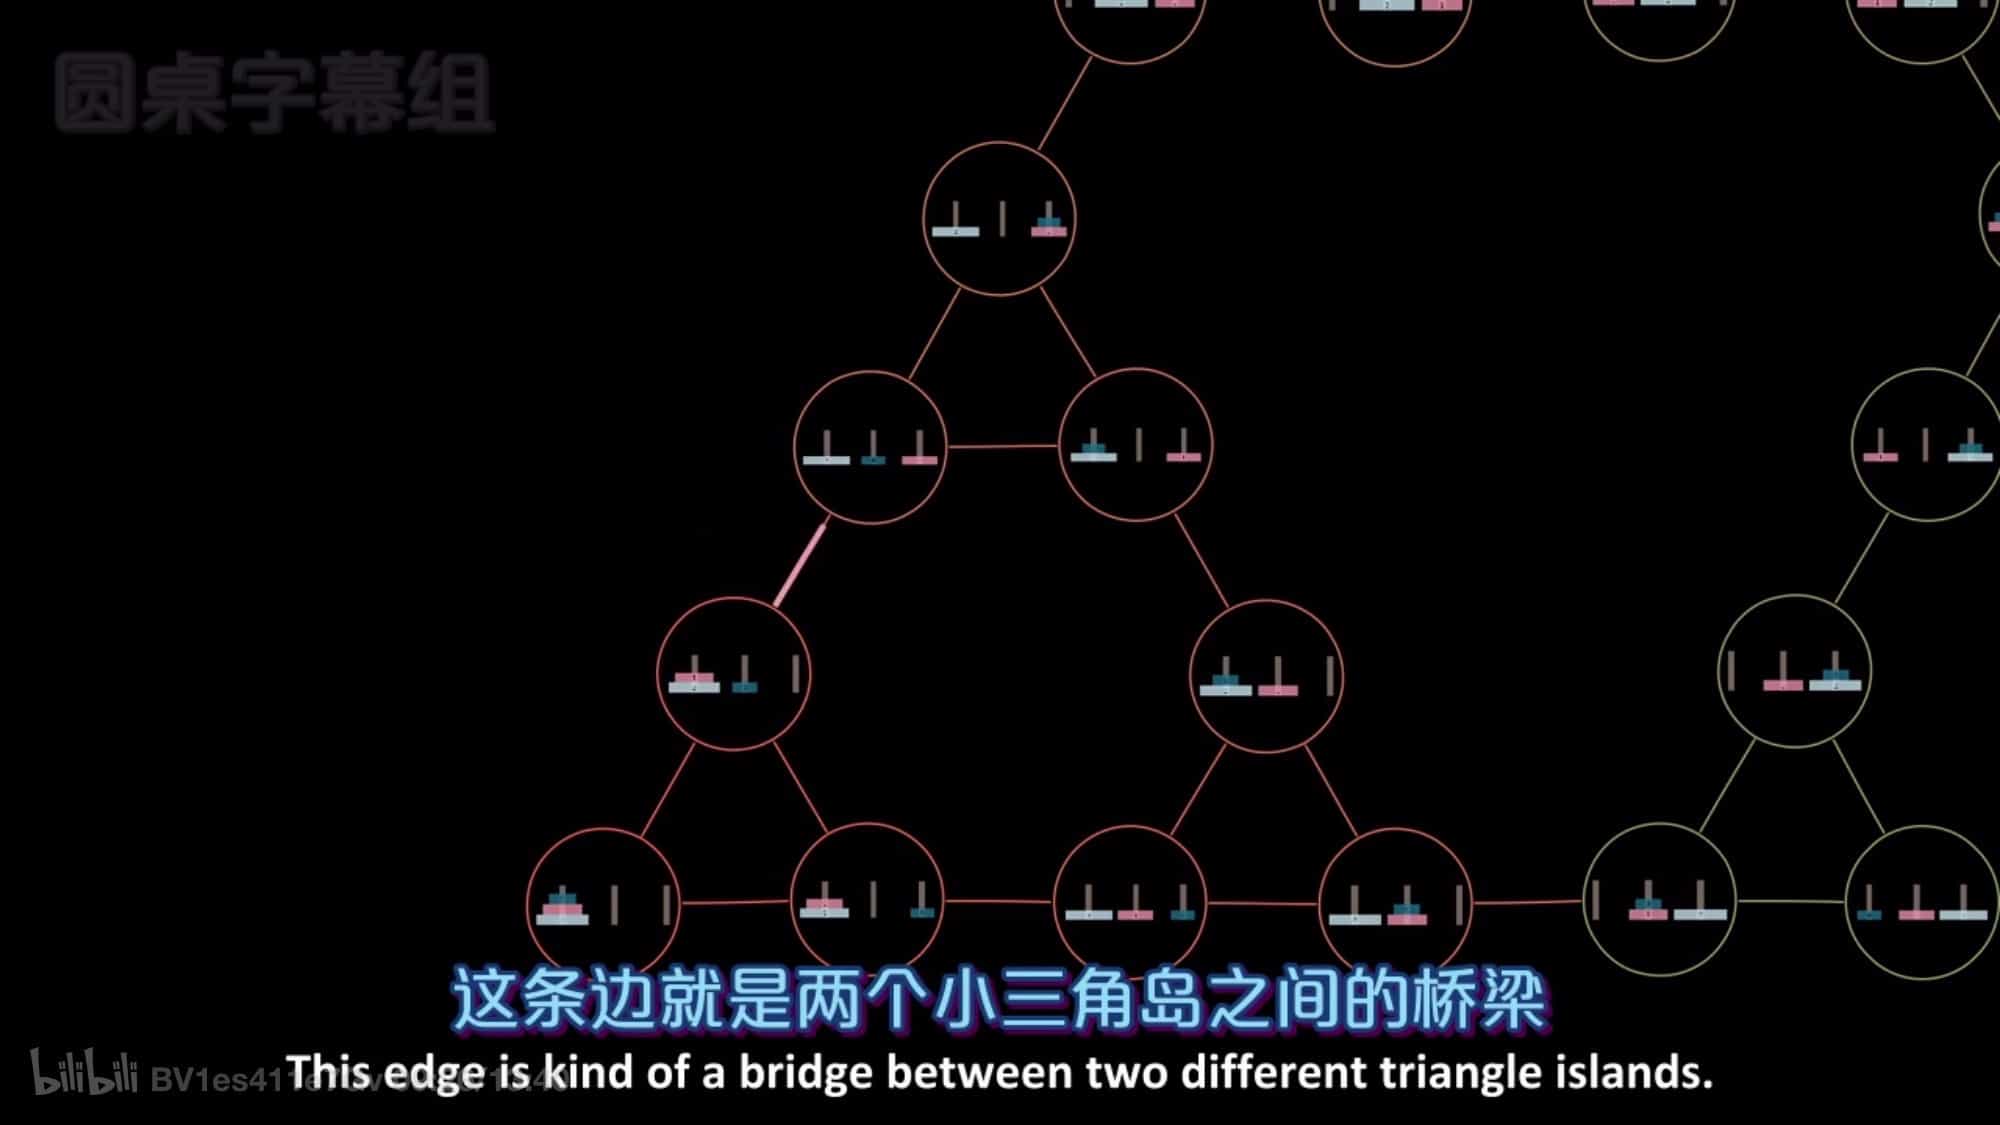 圆桌字幕组
这条边就是两个小三角岛之间的桥梁
This edge is kind of a bridge between two different triangle islands.
bilibili